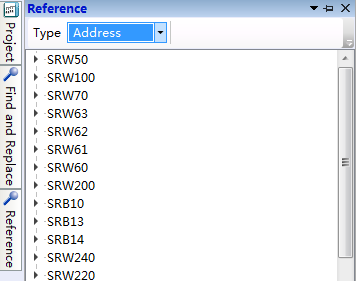 Reference
Type Address
SRW50
SRW100
SRW70
SRW63
SRW62
SRW61
SRW60
SRW200
SRB10
SRB13
SRB14
SRW240
SRW220
Project
Find and Replace
Reference